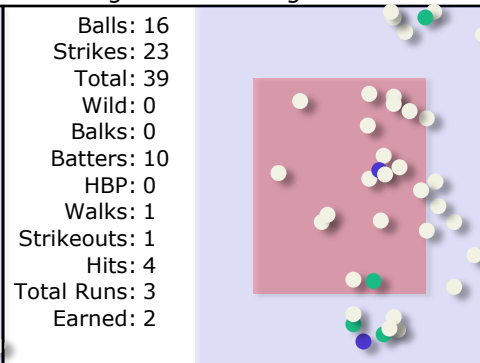 Balls: 16
Strikes: 23
Total: 39
Wild: 0
Balks: 0
Batters: 10
HBP: 0
Walks: 1
Strikeouts: 1
Hits: 4
Total Runs: 3
Earned: 2